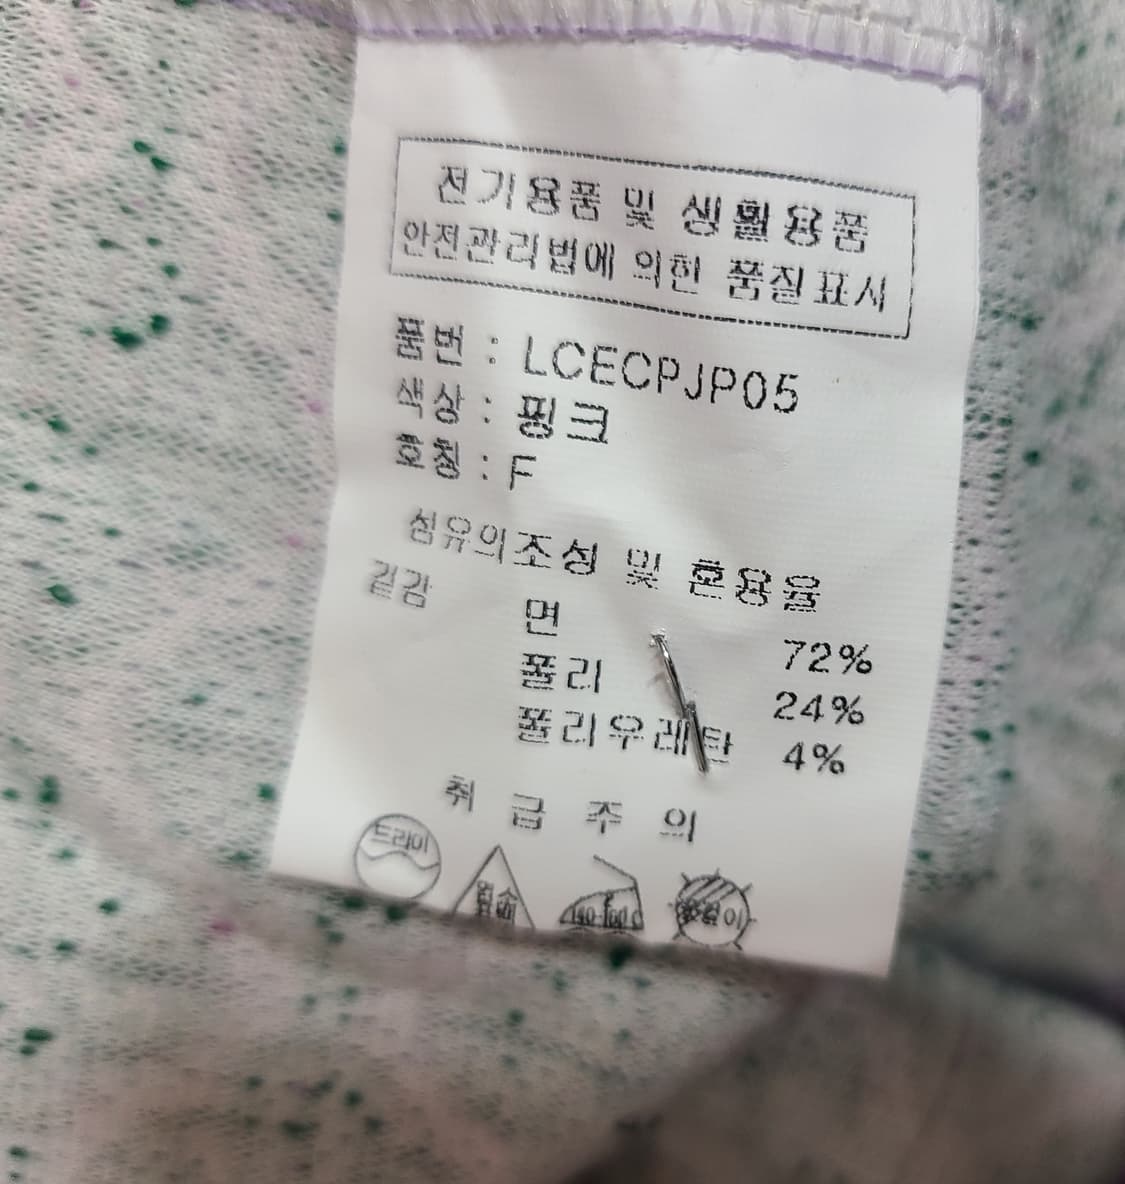 전기용품 및 생활용품
안전관리법에 의한 품질표시
품번 : LCECPJP05
색상 : 핑크
호칭 : F
섬유의조성 및 혼용율
겉감 면 72%
폴리 24%
폴리우레탄 4%
취급주의
드라이